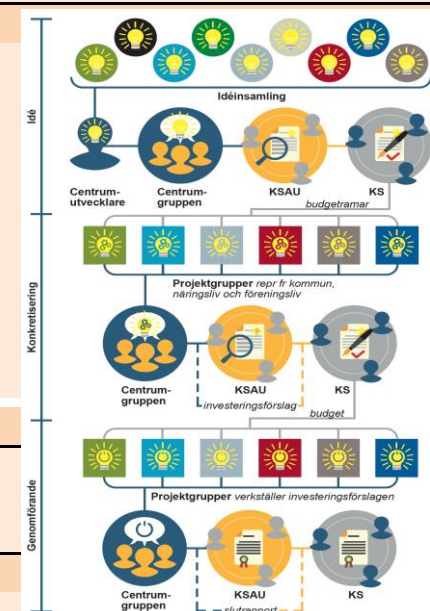 Idé
Idéinsamling
Centrum-
utvecklare
Centrum-
gruppen
KSAU
KS
budgetramar
Konkretisering
Projektgrupper repr fr kommun,
näringsliv och föreningsliv
Centrum-
gruppen
KSAU
KS
investeringsförslag
budget
Genomförande
Projektgrupper verkställer investeringsförslagen
Centrum-
gruppen
KSAU
KS
slutrapport